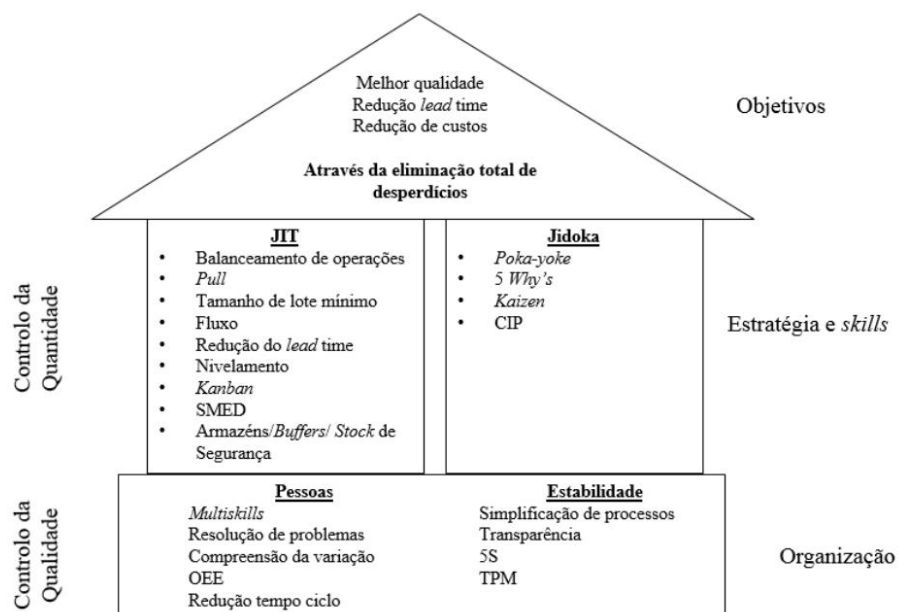 Melhor qualidade
Redução lead time
Redução de custos
Através da eliminação total de
desperdícios
Objetivos
Controlo da
Quantidade
JIT
• Balanceamento de operações
• Pull
• Tamanho de lote mínimo
• Fluxo
• Redução do lead time
• Nivelamento
• Kanban
• SMED
• Armazéns/Buffers/ Stock de
Segurança
Jidoka
• Poka-yoke
• 5 Why's
• Kaizen
• CIP
Estratégia e skills
Controlo da
Qualidade
Pessoas
Multiskills
Resolução de problemas
Compreensão da variação
OEE
Redução tempo ciclo
Estabilidade
Simplificação de processos
Transparência
5S
TPM
Organização